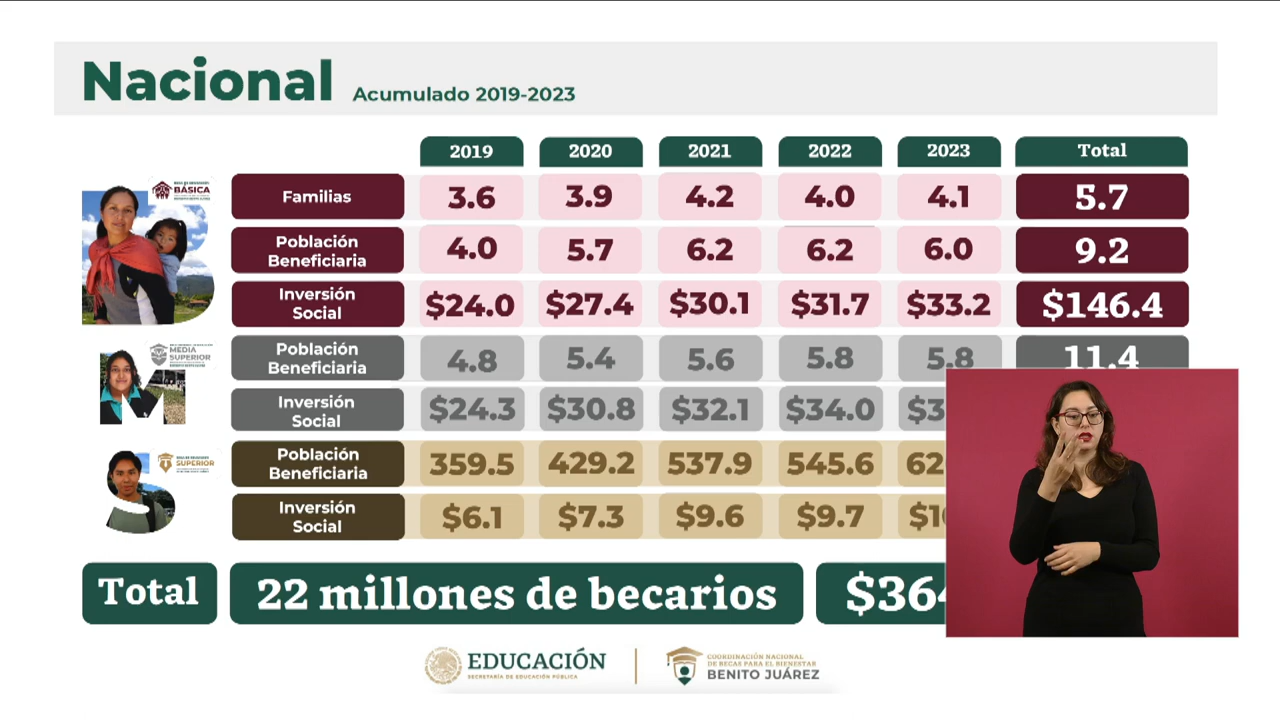 Nacional Acumulado 2019-2023
2019 2020 2021 2022 2023 Total
BÁSICA
Familias 3.6 3.9 4.2 4.0 4.1 5.7
Población
Beneficiaria 4.0 5.7 6.2 6.2 6.0 9.2
Inversión
Social $24.0 $27.4 $30.1 $31.7 $33.2 $146.4
MEDIA
SUPERIOR
Población
Beneficiaria 4.8 5.4 5.6 5.8 5.8 11.4
Inversión
Social $24.3 $30.8 $32.1 $34.0
SUPERIOR
Población
Beneficiaria 359.5 429.2 537.9 545.6
Inversión
Social $6.1 $7.3 $9.6 $9.7
Total 22 millones de becarios
EDUCACIÓN
SECRETARÍA DE EDUCACIÓN PÚBLICA
COORDINACIÓN NACIONAL
DE BECAS PARA EL BIENESTAR
BENITO JUÁREZ